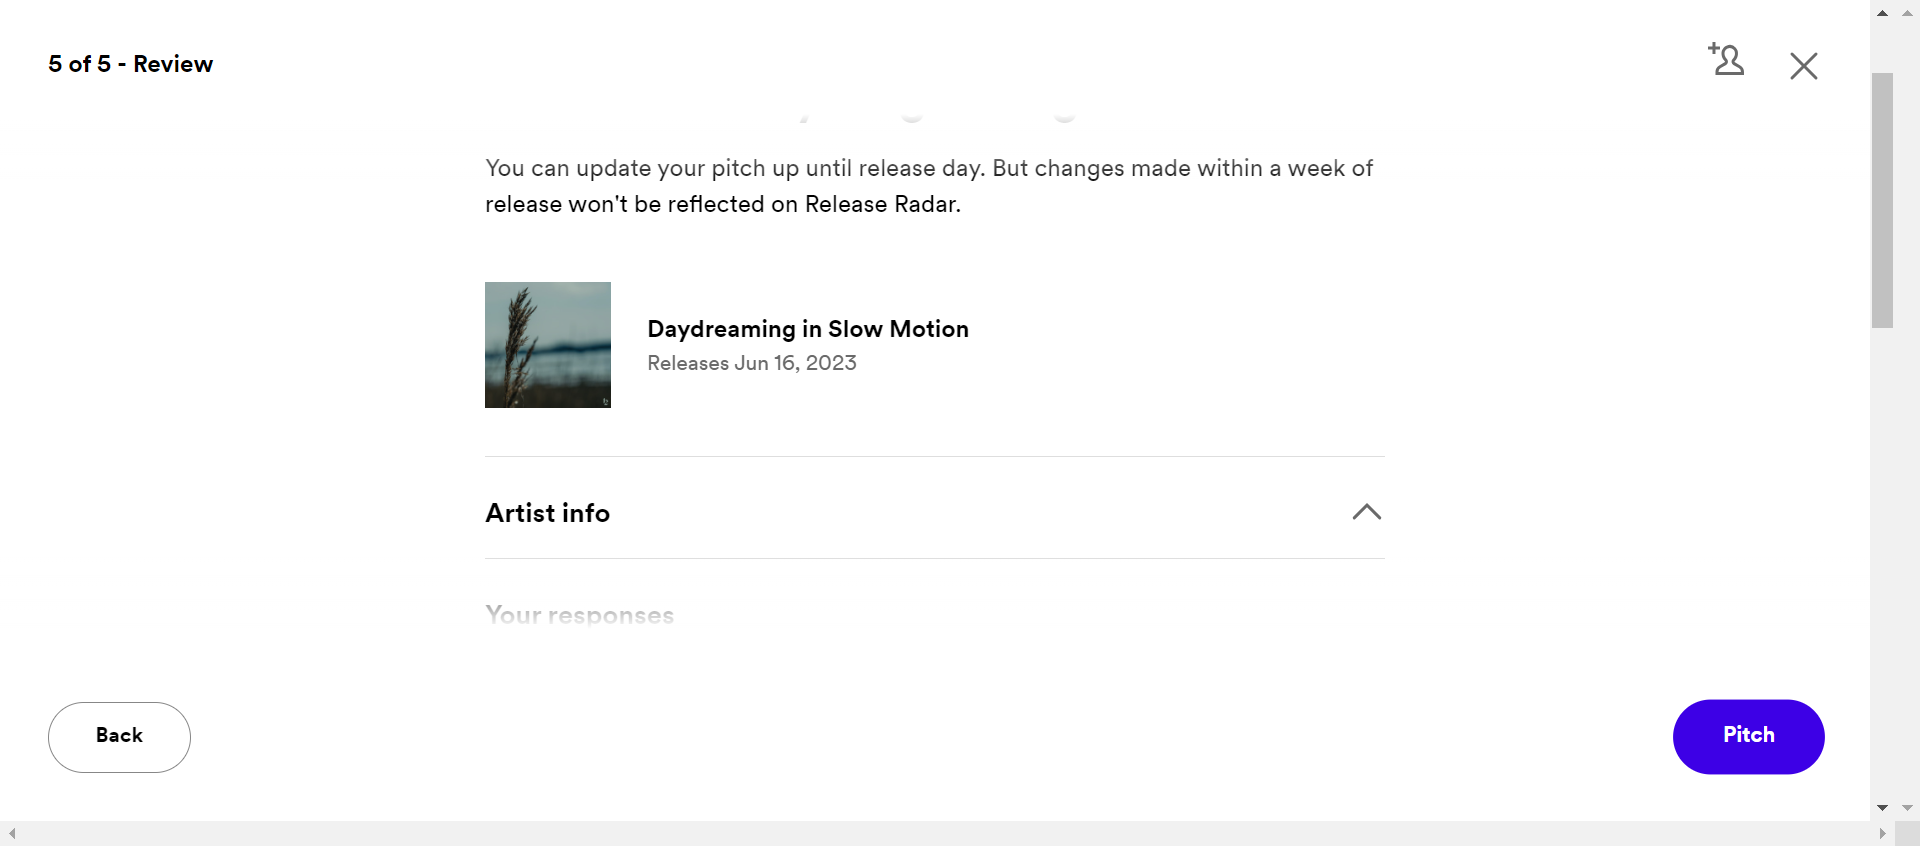 5 of 5 - Review
You can update your pitch up until release day. But changes made within a week of
release won't be reflected on Release Radar.
Daydreaming in Slow Motion
Releases Jun 16, 2023
Artist info
Your responses
Back
Pitch